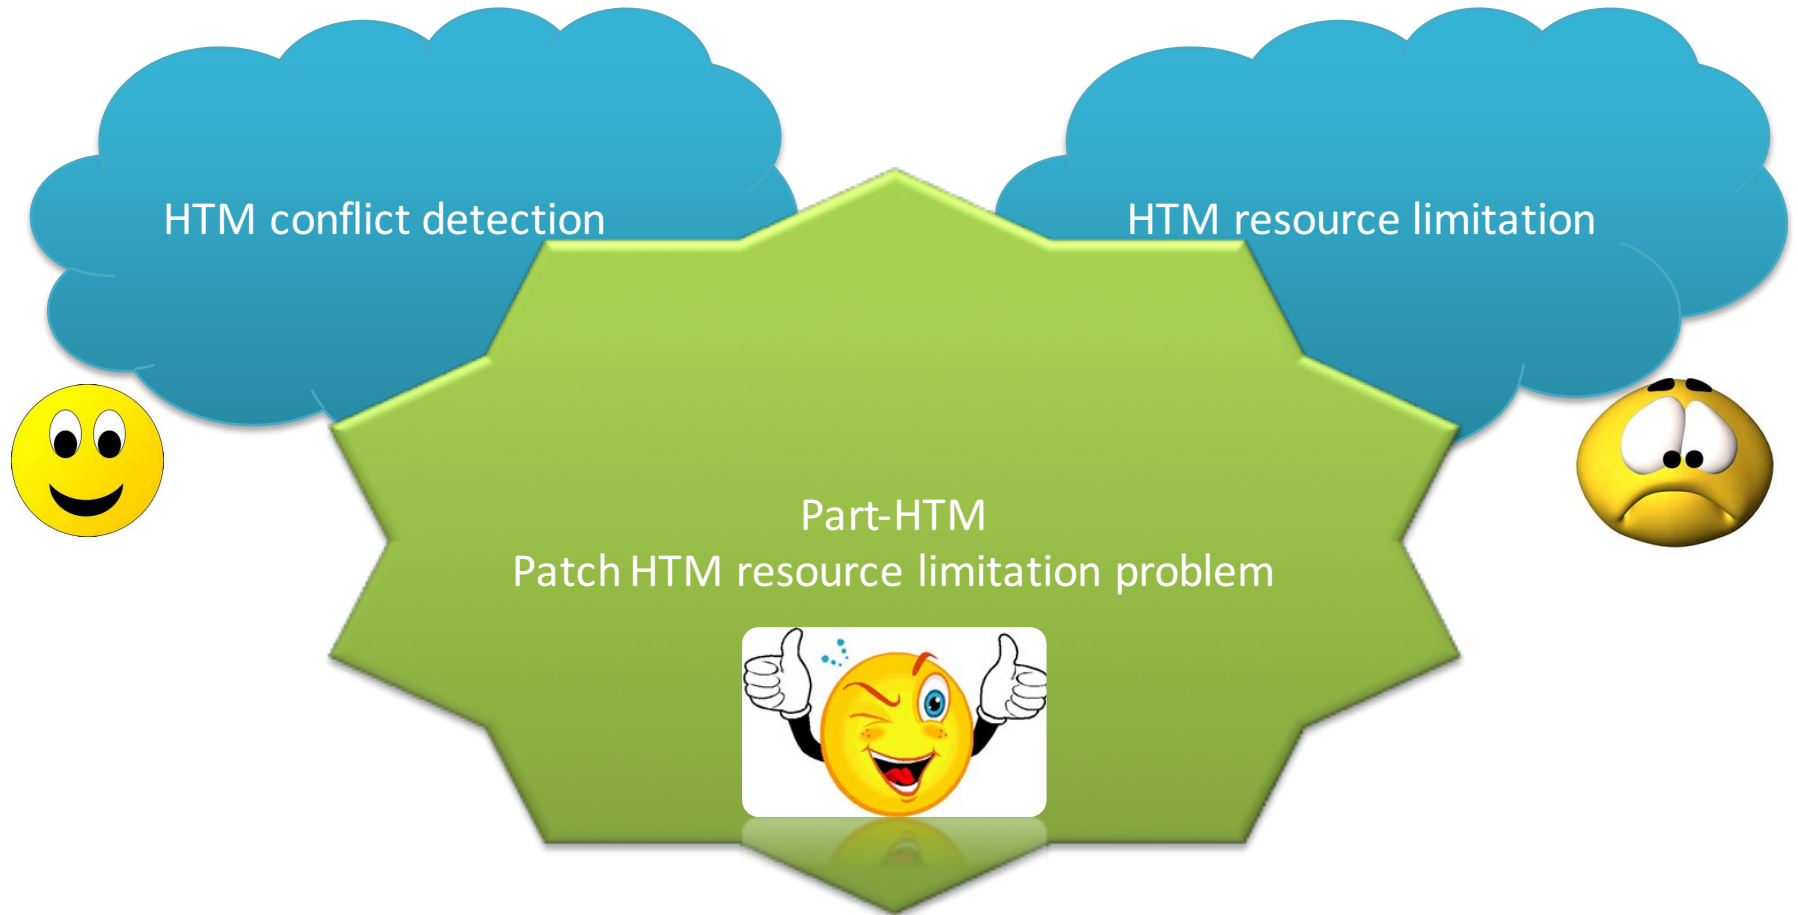 HTM conflict detection
HTM resource limitation
Part-HTM
Patch HTM resource limitation problem